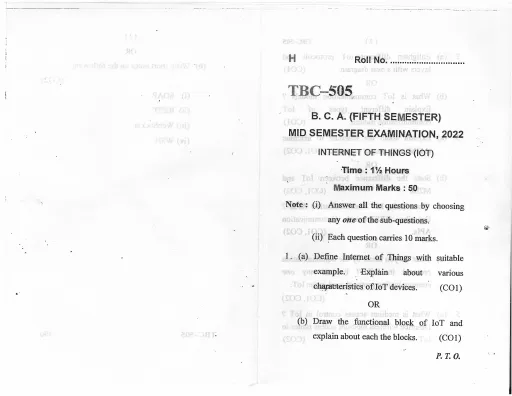 H
Roll No. ..............................
TBC–505
B. C. A. (FIFTH SEMESTER)
MID SEMESTER EXAMINATION, 2022
INTERNET OF THINGS (IOT)
Time : 1½ Hours
Maximum Marks : 50
Note : (i) Answer all the questions by choosing
any one of the sub-questions.
(ii) Each question carries 10 marks.
1. (a) Define Internet of Things with suitable
example. Explain about various
characteristics of IoT devices. (CO1)
OR
(b) Draw the functional block of IoT and
explain about each the blocks. (CO1)
P. T. O.